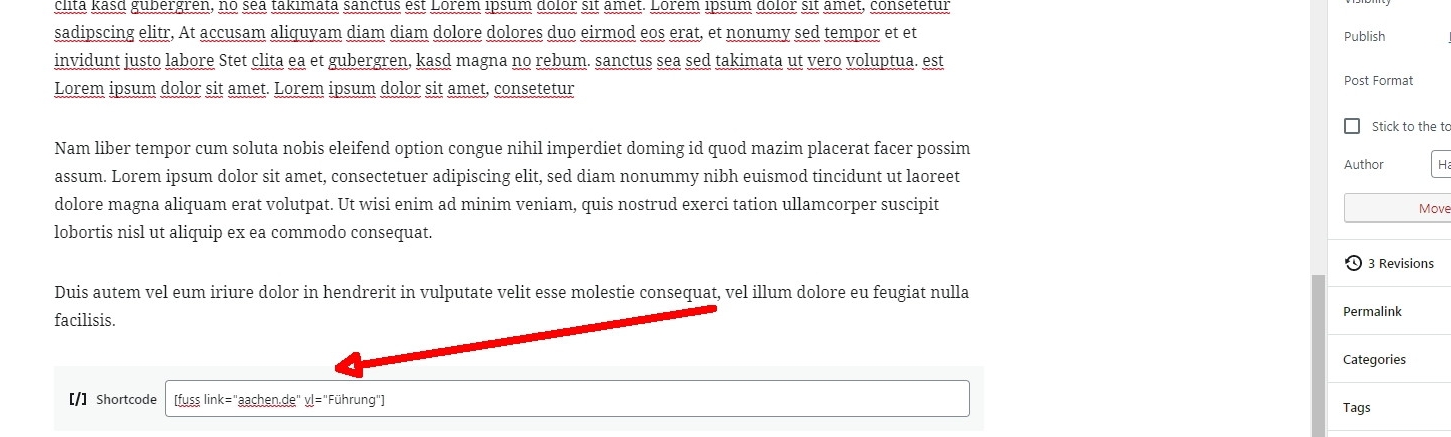 clita kasd gubergren, no sea takimata sanctus est Lorem ipsum dolor sit amet. Lorem ipsum dolor sit amet, consetetur
sadipscing elitr, At accusam aliquyam diam diam dolore dolores duo eirmod eos erat, et nonumy sed tempor et et
invidunt justo labore Stet clita ea et gubergren, kasd magna no rebum. sanctus sea sed takimata ut vero voluptua. est
Lorem ipsum dolor sit amet. Lorem ipsum dolor sit amet, consetetur
Nam liber tempor cum soluta nobis eleifend option congue nihil imperdiet doming id quod mazim placerat facer possim
assum. Lorem ipsum dolor sit amet, consectetuer adipiscing elit, sed diam nonummy nibh euismod tincidunt ut laoreet
dolore magna aliquam erat volutpat. Ut wisi enim ad minim veniam, quis nostrud exerci tation ullamcorper suscipit
lobortis nisl ut aliquip ex ea commodo consequat.
Duis autem vel eum iriure dolor in hendrerit in vulputate velit esse molestie consequat, vel illum dolore eu feugiat nulla
facilisis.
[/] Shortcode [fuss link="aachen.de" vl="Führung"]
Visibility
Publish
Post Format
Stick to the to
Author Ha
Move
3 Revisions
Permalink
Categories
Tags